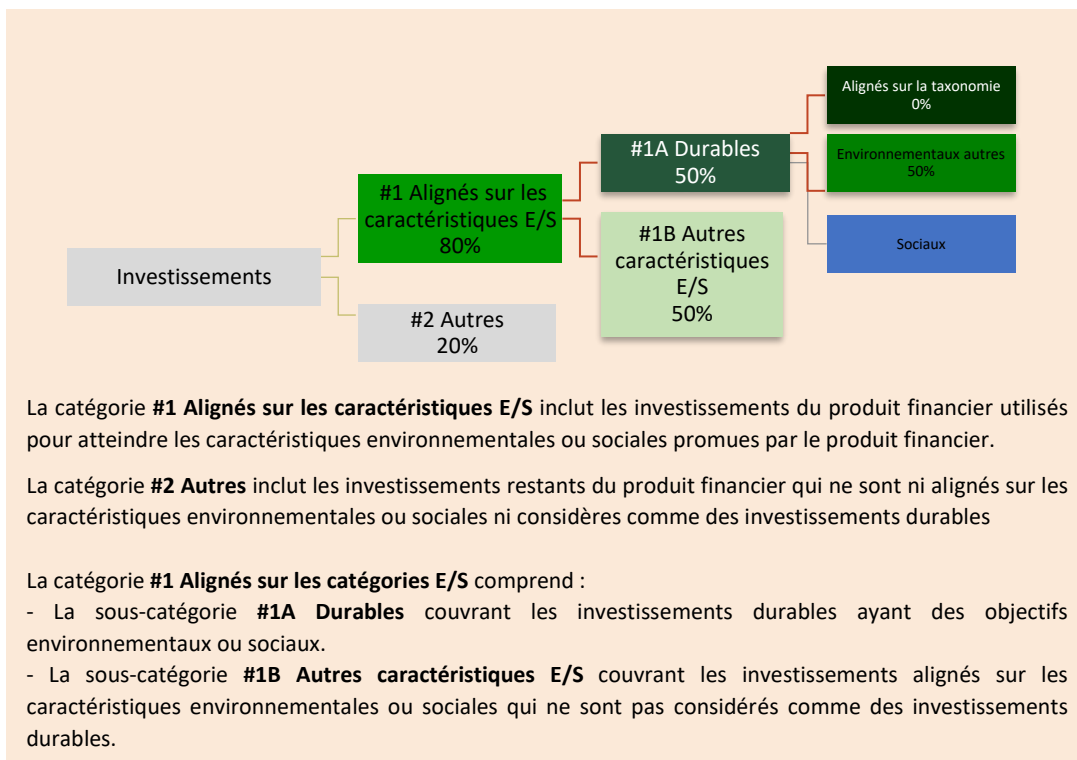 Alignés sur la taxonomie
0%
#1A Durables
50%
Environnementaux autres
50%
#1 Alignés sur les
caractéristiques E/S
80%
#1B Autres
caractéristiques
E/S
50%
Sociaux
Investissements
#2 Autres
20%
La catégorie #1 Alignés sur les caractéristiques E/S inclut les investissements du produit financier utilisés
pour atteindre les caractéristiques environnementales ou sociales promues par le produit financier.
La catégorie #2 Autres inclut les investissements restants du produit financier qui ne sont ni alignés sur les
caractéristiques environnementales ou sociales ni considères comme des investissements durables
La catégorie #1 Alignés sur les catégories E/S comprend :
- La sous-catégorie #1A Durables couvrant les investissements durables ayant des objectifs
environnementaux ou sociaux.
- La sous-catégorie #1B Autres caractéristiques E/S couvrant les investissements alignés sur les
caractéristiques environnementales ou sociales qui ne sont pas considérés comme des investissements
durables.